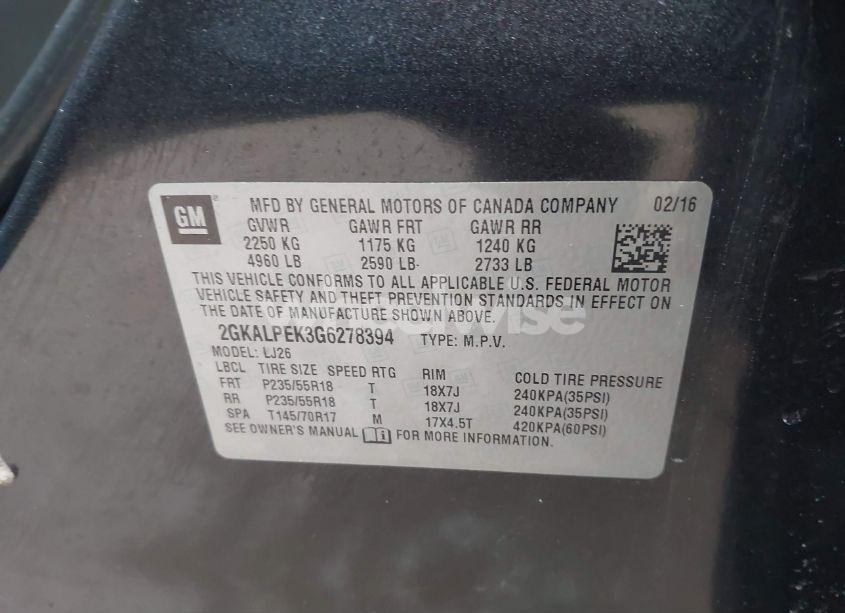 GM
MFD BY GENERAL MOTORS OF CANADA COMPANY 02/16
GVWR GAWR FRT GAWR RR
2250 KG 1175 KG 1240 KG
4960 LB 2590 LB 2733 LB
THIS VEHICLE CONFORMS TO ALL APPLICABLE U.S. FEDERAL MOTOR
VEHICLE SAFETY AND THEFT PREVENTION STANDARDS IN EFFECT ON
THE DATE OF MANUFACTURE SHOWN ABOVE.
2GKALPEK3G6278394 TYPE: M.P.V.
MODEL: LJ26
LBCL TIRE SIZE SPEED RTG RIM COLD TIRE PRESSURE
FRT P235/55R18 T 18X7J 240KPA(35PSI)
RR P235/55R18 T 18X7J 240KPA(35PSI)
SPA T145/70R17 M 17X4.5T 420KPA(60PSI)
SEE OWNER'S MANUAL FOR MORE INFORMATION.